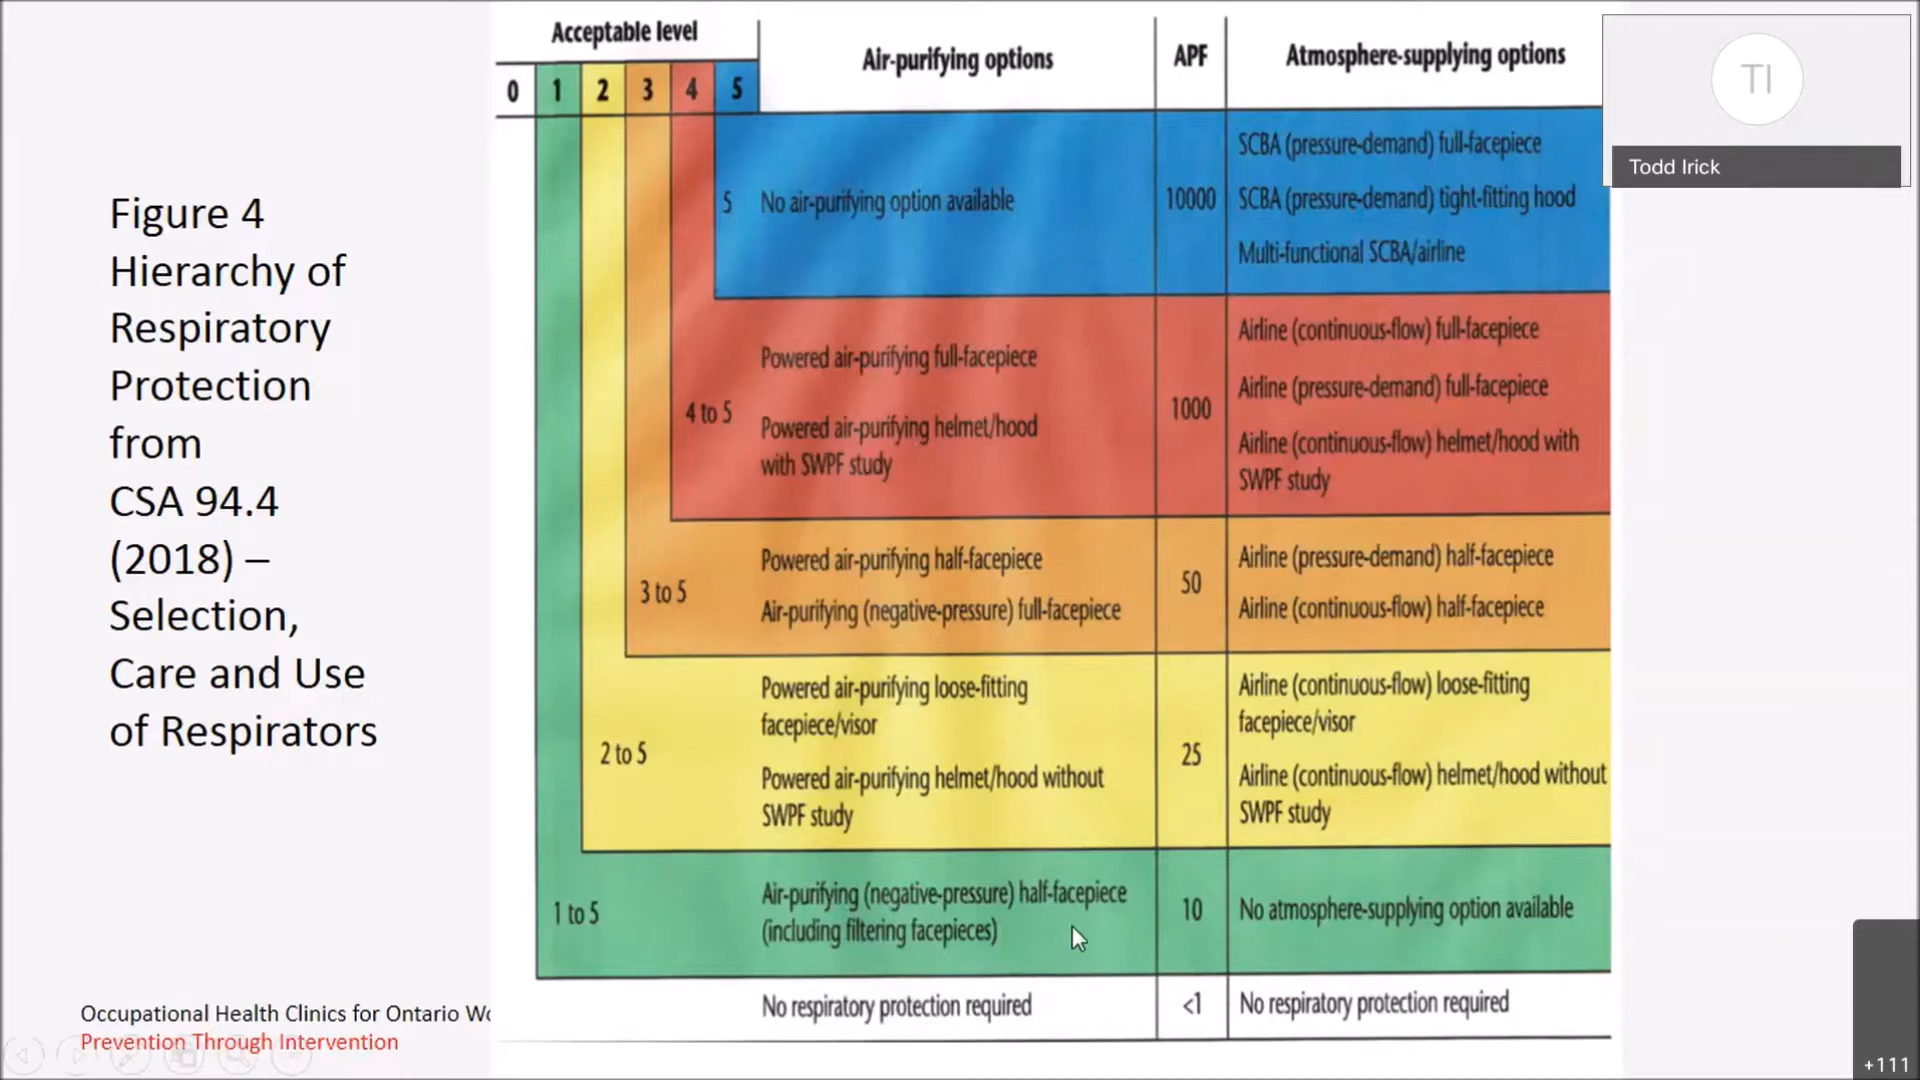 Figure 4
Hierarchy of
Respiratory
Protection
from
CSA 94.4
(2018) –
Selection,
Care and Use
of Respirators
Occupational Health Clinics for Ontario
Prevention Through Intervention
Acceptable level
0 1 2 3 4 5
Air-purifying options
APF
Atmosphere-supplying options
5
No air-purifying option available
10000
SCBA (pressure-demand) full-facepiece
SCBA (pressure-demand) tight-fitting hood
Multi-functional SCBA/airline
4 to 5
Powered air-purifying full-facepiece
Powered air-purifying helmet/hood
with SWPF study
1000
Airline (continuous-flow) full-facepiece
Airline (pressure-demand) full-facepiece
Airline (continuous-flow) helmet/hood with
SWPF study
3 to 5
Powered air-purifying half-facepiece
Air-purifying (negative-pressure) full-facepiece
50
Airline (pressure-demand) half-facepiece
Airline (continuous-flow) half-facepiece
2 to 5
Powered air-purifying loose-fitting
facepiece/visor
Powered air-purifying helmet/hood without
SWPF study
25
Airline (continuous-flow) loose-fitting
facepiece/visor
Airline (continuous-flow) helmet/hood without
SWPF study
1 to 5
Air-purifying (negative-pressure) half-facepiece
(including filtering facepieces)
10
No atmosphere-supplying option available
No respiratory protection required
<1
No respiratory protection required
TI
Todd Irick
+111